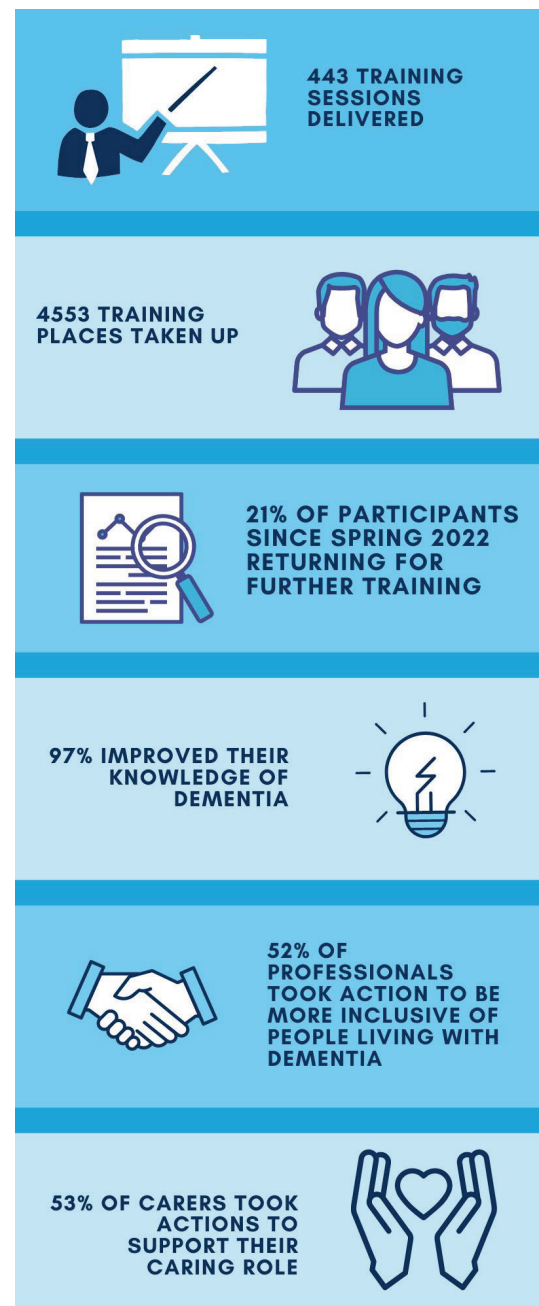 443 TRAINING
SESSIONS
DELIVERED
4553 TRAINING
PLACES TAKEN UP
21% OF PARTICIPANTS
SINCE SPRING 2022
RETURNING FOR
FURTHER TRAINING
97% IMPROVED THEIR
KNOWLEDGE OF
DEMENTIA
52% OF
PROFESSIONALS
TOOK ACTION TO BE
MORE INCLUSIVE OF
PEOPLE LIVING WITH
DEMENTIA
53% OF CARERS TOOK
ACTIONS TO
SUPPORT THEIR
CARING ROLE